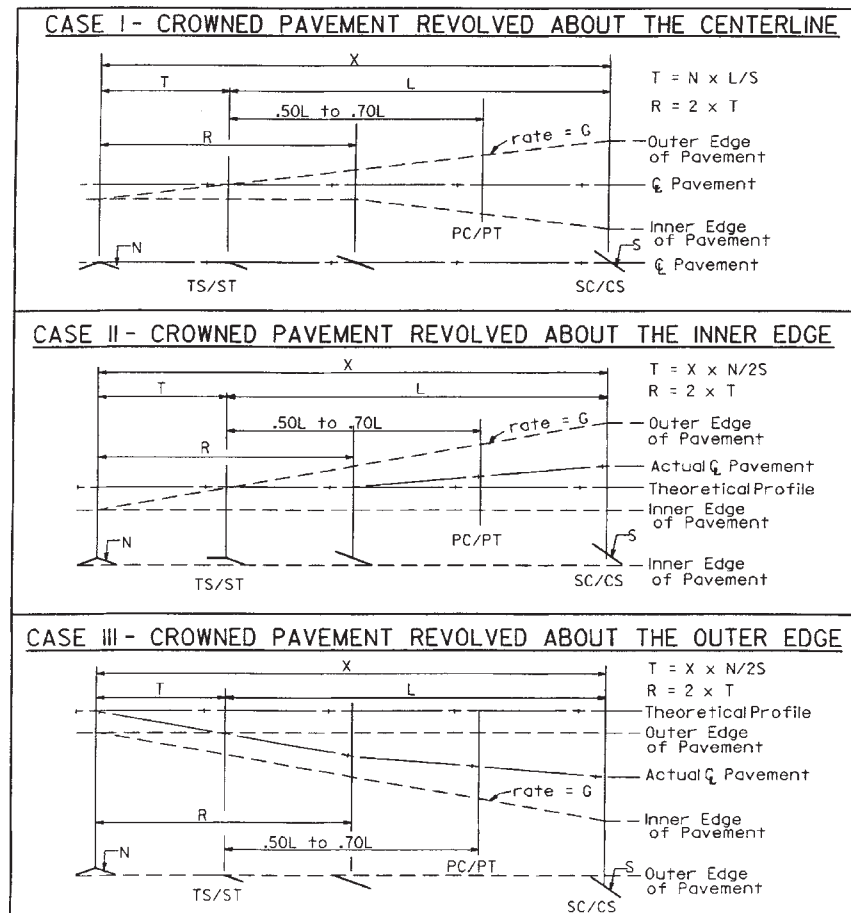 CASE I - CROWNED PAVEMENT REVOLVED ABOUT THE CENTERLINE
X
T = N x L/S
T
L
.50L to .70L
R = 2 x T
R
rate = G
Outer Edge
of Pavement
℄ Pavement
PC/PT
Inner Edge
of Pavement
N
S
℄ Pavement
TS/ST
SC/CS
CASE II - CROWNED PAVEMENT REVOLVED ABOUT THE INNER EDGE
X
T = X x N/2S
T
L
R = 2 x T
.50L to .70L
rate = G
Outer Edge
of Pavement
R
Actual ℄ Pavement
Theoretical Profile
Inner Edge
of Pavement
PC/PT
N
S
Inner Edge
of Pavement
TS/ST
SC/CS
CASE III - CROWNED PAVEMENT REVOLVED ABOUT THE OUTER EDGE
X
T = X x N/2S
T
L
R = 2 x T
Theoretical Profile
Outer Edge
of Pavement
Actual ℄ Pavement
rate = G
R
Inner Edge
of Pavement
.50L to .70L
N
PC/PT
S
Outer Edge
of Pavement
TS/ST
SC/CS